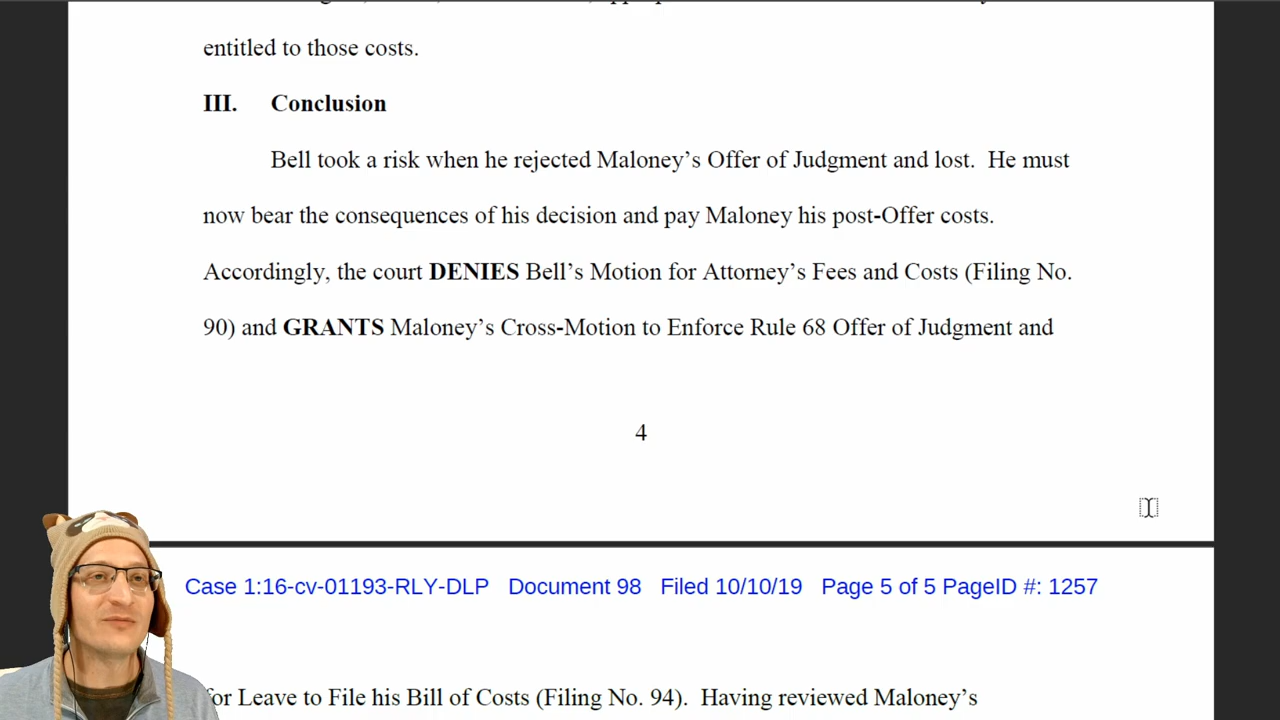 entitled to those costs.
III. Conclusion
Bell took a risk when he rejected Maloney’s Offer of Judgment and lost. He must
now bear the consequences of his decision and pay Maloney his post-Offer costs.
Accordingly, the court DENIES Bell’s Motion for Attorney’s Fees and Costs (Filing No.
90) and GRANTS Maloney’s Cross-Motion to Enforce Rule 68 Offer of Judgment and
4
Case 1:16-cv-01193-RLY-DLP Document 98 Filed 10/10/19 Page 5 of 5 PageID #: 1257
for Leave to File his Bill of Costs (Filing No. 94). Having reviewed Maloney’s